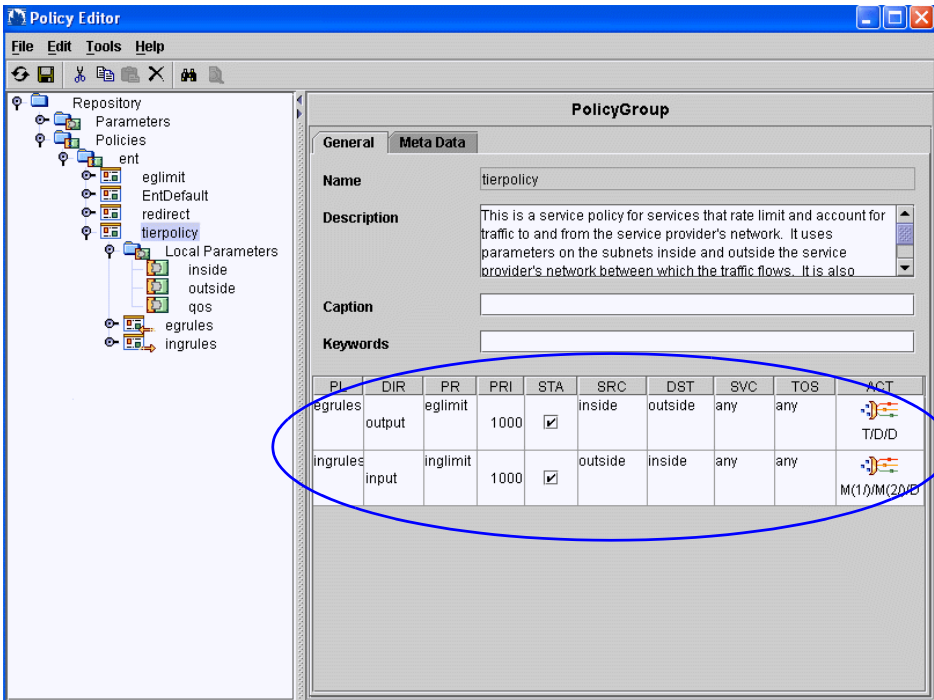 Policy Editor
File Edit Tools Help
Repository
Parameters
Policies
ent
eglimit
EntDefault
redirect
tierpolicy
Local Parameters
inside
outside
qos
egrules
ingrules
PolicyGroup
General Meta Data
Name tierpolicy
Description This is a service policy for services that rate limit and account for
traffic to and from the service provider's network. It uses
parameters on the subnets inside and outside the service
provider's network between which the traffic flows. It is also
Caption
Keywords
PL DIR PR PRI STA SRC DST SVC TOS ACT
egrules output eglimit 1000 inside outside any any T/D/D
ingrules input inglimit 1000 outside inside any any M(1/)/M(2/)/D